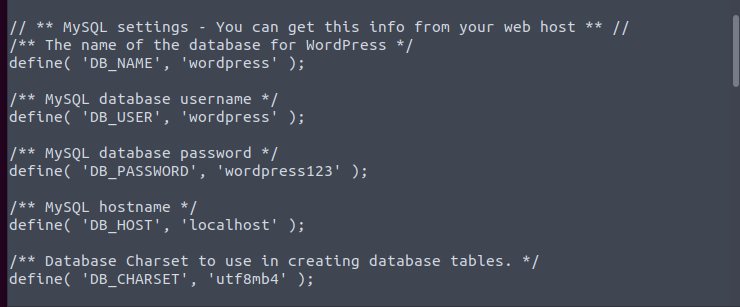 // ** MySQL settings - You can get this info from your web host ** //
/** The name of the database for WordPress */
define( 'DB_NAME', 'wordpress' );
/** MySQL database username */
define( 'DB_USER', 'wordpress' );
/** MySQL database password */
define( 'DB_PASSWORD', 'wordpress123' );
/** MySQL hostname */
define( 'DB_HOST', 'localhost' );
/** Database Charset to use in creating database tables. */
define( 'DB_CHARSET', 'utf8mb4' );